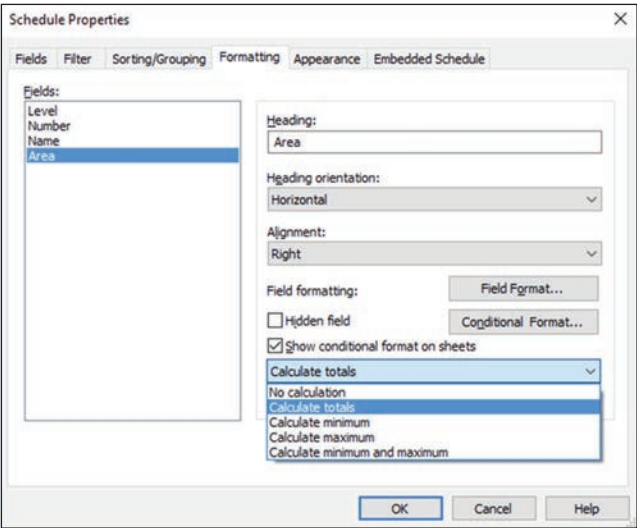 Schedule Properties
Fields Filter Sorting/Grouping Formatting Appearance Embedded Schedule
Fields:
Level
Number
Name
Area
Heading:
Area
Heading orientation:
Horizontal
Alignment:
Right
Field formatting:
Field Format...
Hidden field
Conditional Format...
Show conditional format on sheets
Calculate totals
No calculation
Calculate totals
Calculate minimum
Calculate maximum
Calculate minimum and maximum
OK Cancel Help